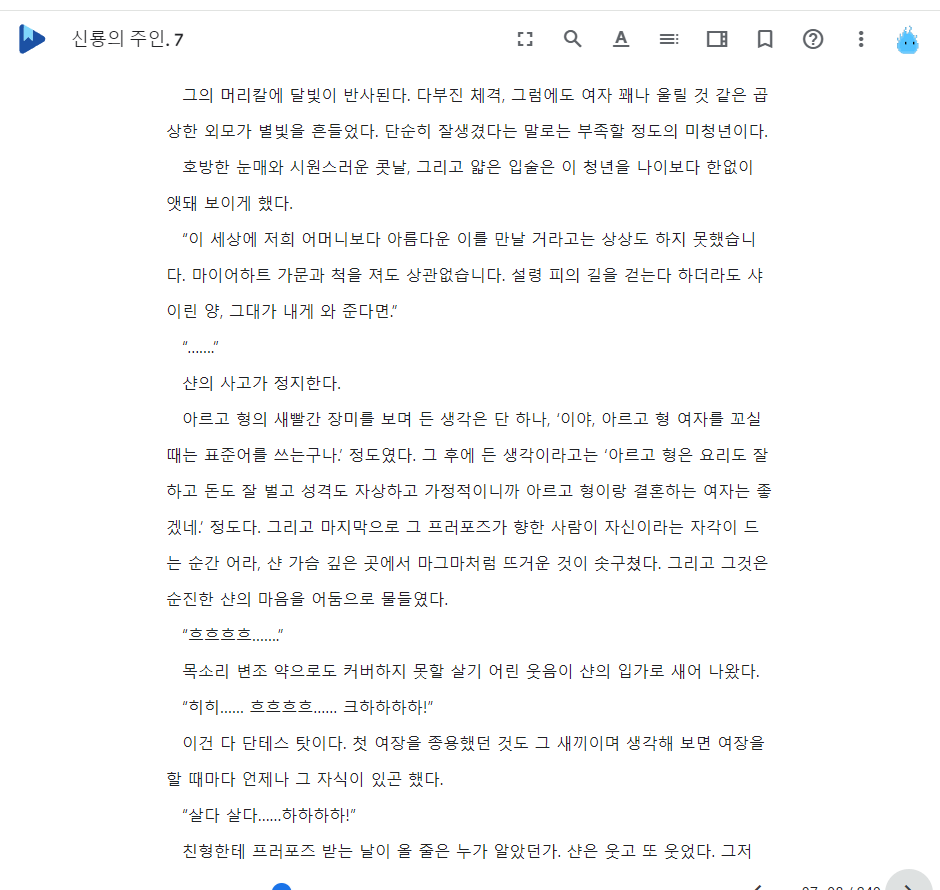 신룡의 주인. 7
그의 머리칼에 달빛이 반사된다. 다부진 체격, 그럼에도 여자 꽤나 울릴 것 같은 곱
상한 외모가 별빛을 흔들었다. 단순히 잘생겼다는 말로는 부족할 정도의 미청년이다.
호방한 눈매와 시원스러운 콧날, 그리고 얇은 입술은 이 청년을 나이보다 한없이
앳돼 보이게 했다.
“이 세상에 저희 어머니보다 아름다운 이를 만날 거라고는 상상도 하지 못했습니
다. 마이어하트 가문과 척을 져도 상관없습니다. 설령 피의 길을 걷는다 하더라도 샤
이린 양, 그대가 내게 와 준다면.”
“…….”
샨의 사고가 정지한다.
아르고 형의 새빨간 장미를 보며 든 생각은 단 하나, ‘이야, 아르고 형 여자를 꼬실
때는 표준어를 쓰는구나.’ 정도였다. 그 후에 든 생각이라고는 ‘아르고 형은 요리도 잘
하고 돈도 잘 벌고 성격도 자상하고 가정적이니까 아르고 형이랑 결혼하는 여자는 좋
겠네.’ 정도다. 그리고 마지막으로 그 프러포즈가 향한 사람이 자신이라는 자각이 드
는 순간 어라, 샨 가슴 깊은 곳에서 마그마처럼 뜨거운 것이 솟구쳤다. 그리고 그것은
순진한 샨의 마음을 어둠으로 물들였다.
“흐흐흐흐…….”
목소리 변조 약으로도 커버하지 못할 살기 어린 웃음이 샨의 입가로 새어 나왔다.
“히히…… 흐흐흐흐…… 크하하하하!”
이건 다 단테스 탓이다. 첫 여장을 종용했던 것도 그 새끼이며 생각해 보면 여장을
할 때마다 언제나 그 자식이 있곤 했다.
“살다 살다……하하하하!”
친형한테 프러포즈 받는 날이 올 줄은 누가 알았던가. 샨은 웃고 또 웃었다. 그저